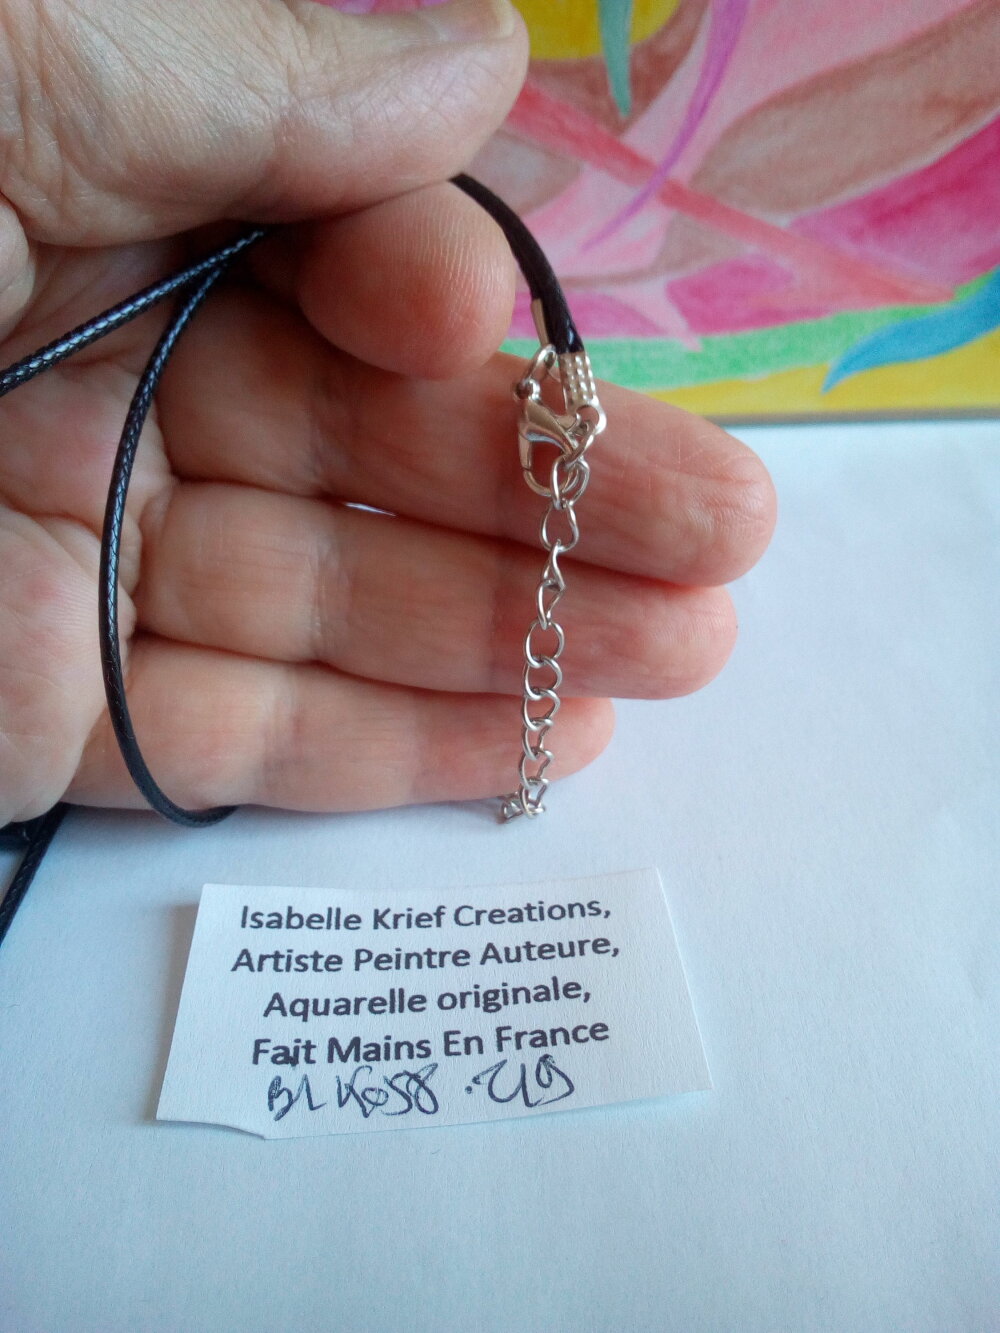 Isabelle Krief Creations,
Artiste Peintre Auteure,
Aquarelle originale,
Fait Mains En France